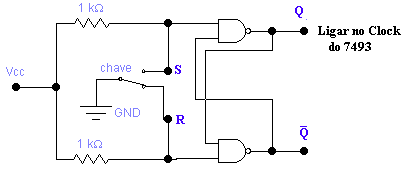 1 kΩ
Q
Ligar no Clock
do 7493
chave
S
Vcc
GND
R
1 kΩ
Q̅